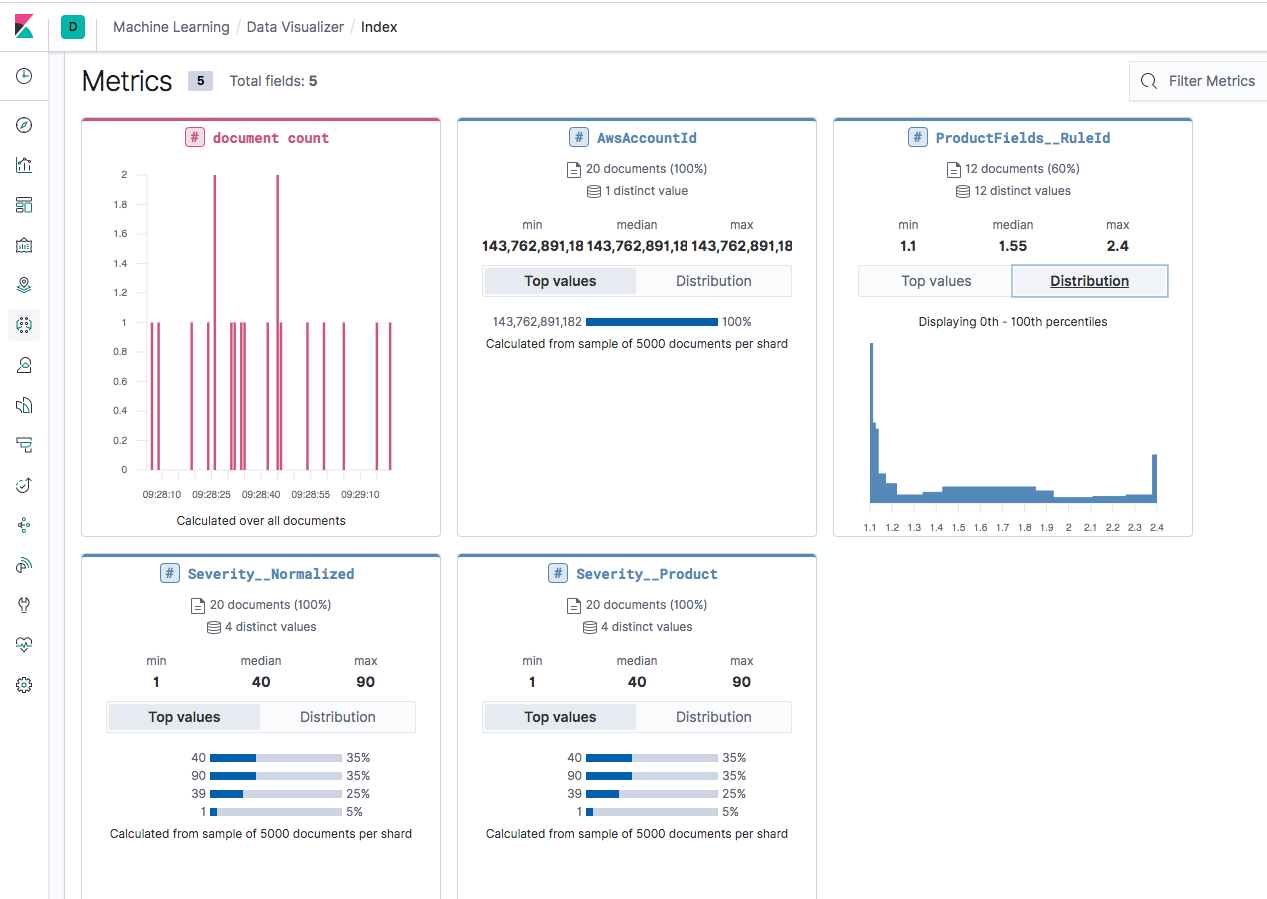 D Machine Learning / Data Visualizer / Index
Metrics 5 Total fields: 5
Filter Metrics
# document count
2
1.8
1.6
1.4
1.2
1
0.8
0.6
0.4
0.2
0
09:28:10 09:28:25 09:28:40 09:28:55 09:29:10
Calculated over all documents
# AwsAccountId
20 documents (100%)
1 distinct value
min median max
143,762,891,18 143,762,891,18 143,762,891,18
Top values Distribution
143,762,891,182 100%
Calculated from sample of 5000 documents per shard
# ProductFields__RuleId
12 documents (60%)
12 distinct values
min median max
1.1 1.55 2.4
Top values Distribution
Displaying 0th - 100th percentiles
1.1 1.2 1.3 1.4 1.5 1.6 1.7 1.8 1.9 2 2.1 2.2 2.3 2.4
# Severity__Normalized
20 documents (100%)
4 distinct values
min median max
1 40 90
Top values Distribution
40 35%
90 35%
39 25%
1 5%
Calculated from sample of 5000 documents per shard
# Severity__Product
20 documents (100%)
4 distinct values
min median max
1 40 90
Top values Distribution
40 35%
90 35%
39 25%
1 5%
Calculated from sample of 5000 documents per shard